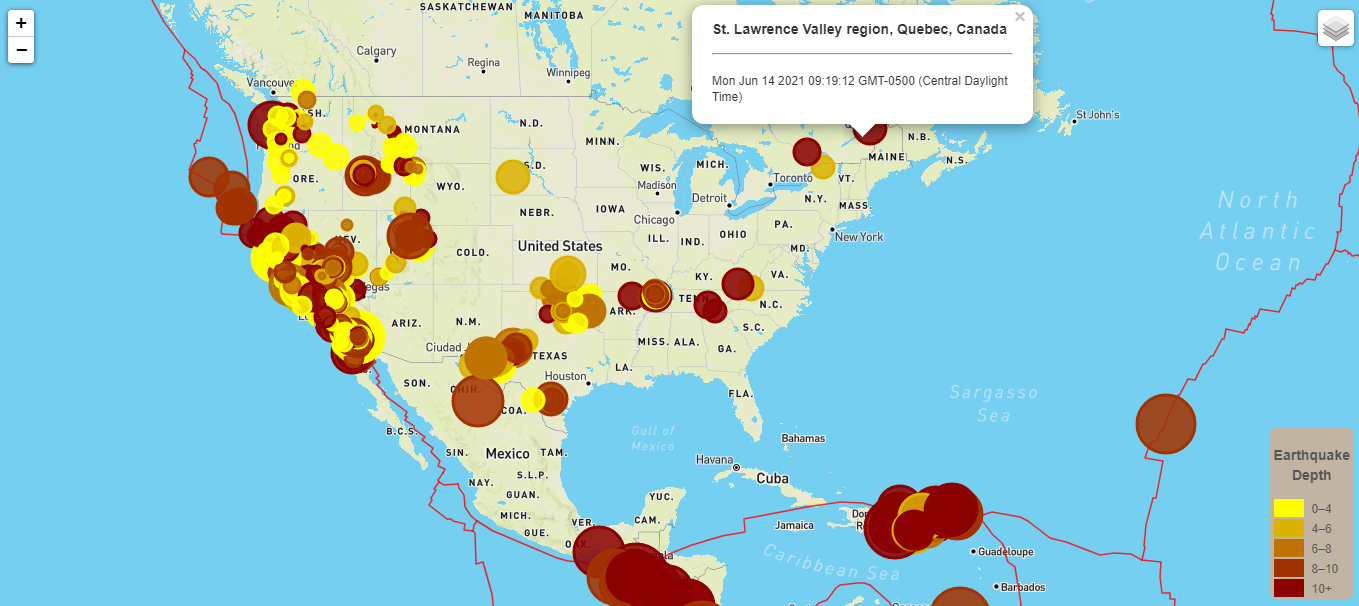 +
−
SASKATCHEWAN
MANITOBA
Calgary
Regina
Winnipeg
Vancouver
St. Lawrence Valley region, Quebec, Canada
×
Mon Jun 14 2021 09:19:12 GMT-0500 (Central Daylight
Time)
St John's
MONTANA
N.D.
MINN.
N.B.
MAINE
N.S.
ORE.
WYO.
S.D.
WIS.
Madison
MICH.
Toronto
VT.
Detroit
N.Y.
MASS.
NEBR.
IOWA
Chicago
PA.
New York
North
Atlantic
Ocean
NEV.
COLO.
United States
ILL.
IND.
OHIO
MD.
MO.
KY.
VA.
ARIZ.
N.M.
ARK.
TENN.
N.C.
S.C.
MISS.
ALA.
GA.
Ciudad
TEXAS
LA.
Houston
SON.
CHIH.
COA.
FLA.
Sargasso
Sea
B.C.S.
Gulf of
Mexico
Bahamas
SIN.
Mexico
TAM.
Havana
Cuba
NAY.
S.L.P.
GUAN.
YUC.
MICH.
VER.
CAM.
GUE.
OAX.
Jamaica
Caribbean Sea
Guadeloupe
Barbados
Earthquake
Depth
0–4
4–6
6–8
8–10
10+